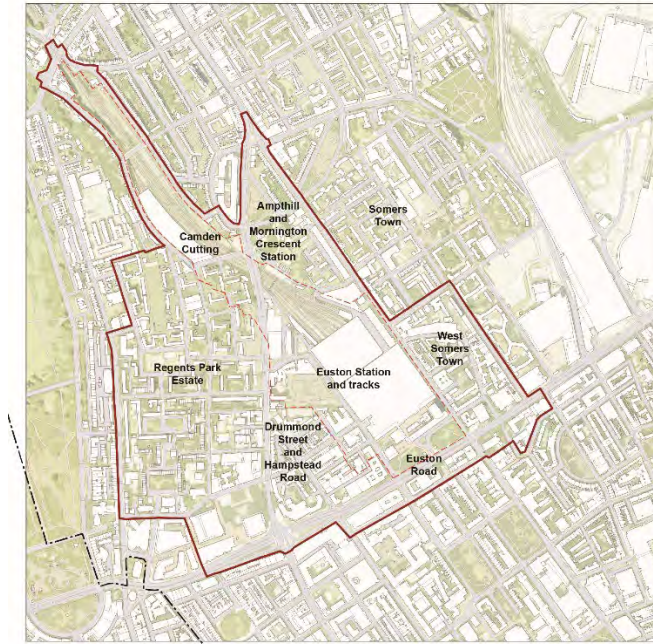 Ampthill
and
Mornington
Crescent
Station
Somers
Town
Camden
Cutting
West
Somers
Town
Regents Park
Estate
Euston Station
and tracks
Drummond
Street
and
Hampstead
Road
Euston
Road